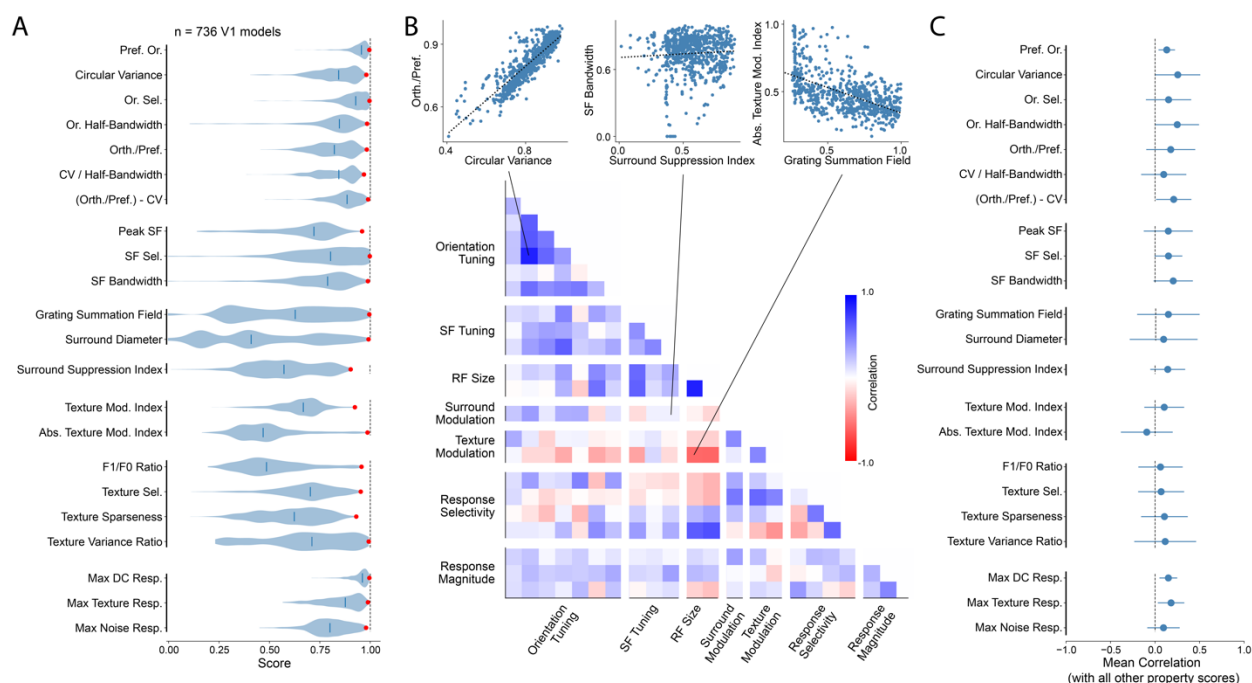 A
n = 736 V1 models
Pref. Or.
Circular Variance
Or. Sel.
Or. Half-Bandwidth
Orth./Pref.
CV / Half-Bandwidth
(Orth./Pref.) - CV
Peak SF
SF Sel.
SF Bandwidth
Grating Summation Field
Surround Diameter
Surround Suppression Index
Texture Mod. Index
Abs. Texture Mod. Index
F1/F0 Ratio
Texture Sel.
Texture Sparseness
Texture Variance Ratio
Max DC Resp.
Max Texture Resp.
Max Noise Resp.
0.00 0.25 0.50 0.75 1.00
Score
B
Orth./Pref.
0.9
0.6
0.4 0.6 0.8 1.0
Circular Variance
SF Bandwidth
0.6
0.0
0.0 0.5
Surround Suppression Index
Abs. Texture Mod. Index
1.0
0.5
0.5 1.0
Grating Summation Field
Orientation
Tuning
SF Tuning
RF Size
Surround
Modulation
Texture
Modulation
Response
Selectivity
Response
Magnitude
1.0
Correlation
-1.0
Orientation
Tuning
SF Tuning
RF Size
Surround
Modulation
Texture
Modulation
Response
Selectivity
Response
Magnitude
C
Pref. Or.
Circular Variance
Or. Sel.
Or. Half-Bandwidth
Orth./Pref.
CV / Half-Bandwidth
(Orth./Pref.) - CV
Peak SF
SF Sel.
SF Bandwidth
Grating Summation Field
Surround Diameter
Surround Suppression Index
Texture Mod. Index
Abs. Texture Mod. Index
F1/F0 Ratio
Texture Sel.
Texture Sparseness
Texture Variance Ratio
Max DC Resp.
Max Texture Resp.
Max Noise Resp.
−1.0 −0.5 0.0 0.5 1.0
Mean Correlation
(with all other property scores)